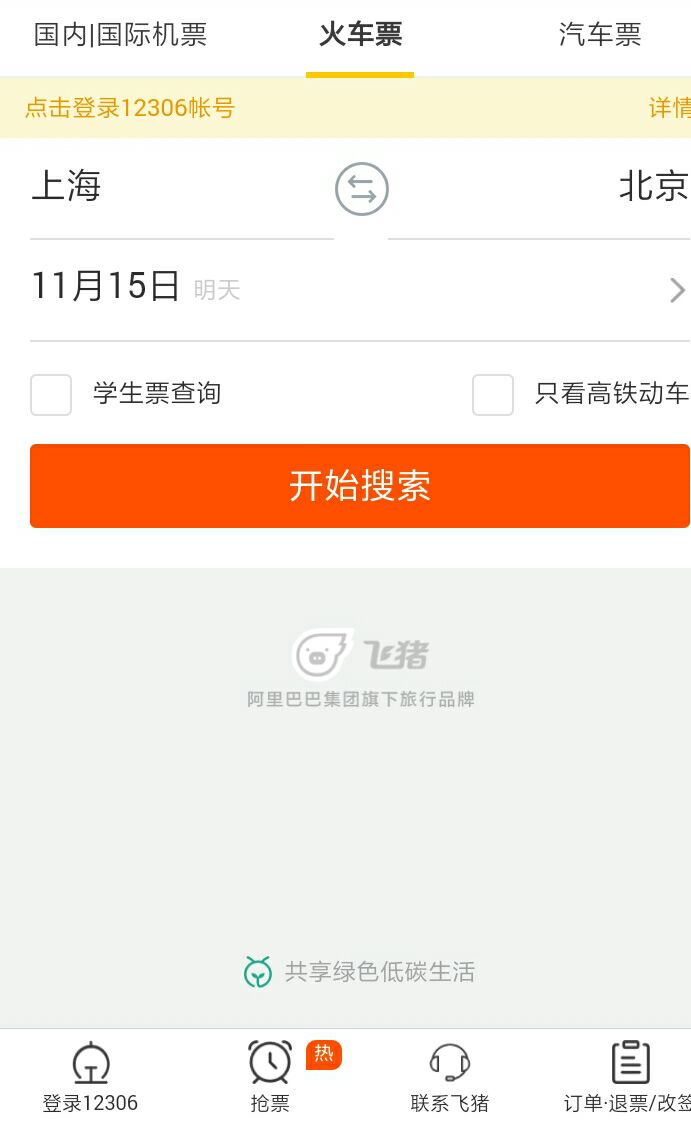 国内|国际机票 火车票 汽车票
点击登录12306帐号 详情
上海 北京
11月15日 明天
学生票查询 只看高铁动车
开始搜索
飞猪
阿里巴巴集团旗下旅行品牌
共享绿色低碳生活
热
登录12306 抢票 联系飞猪 订单·退票/改签